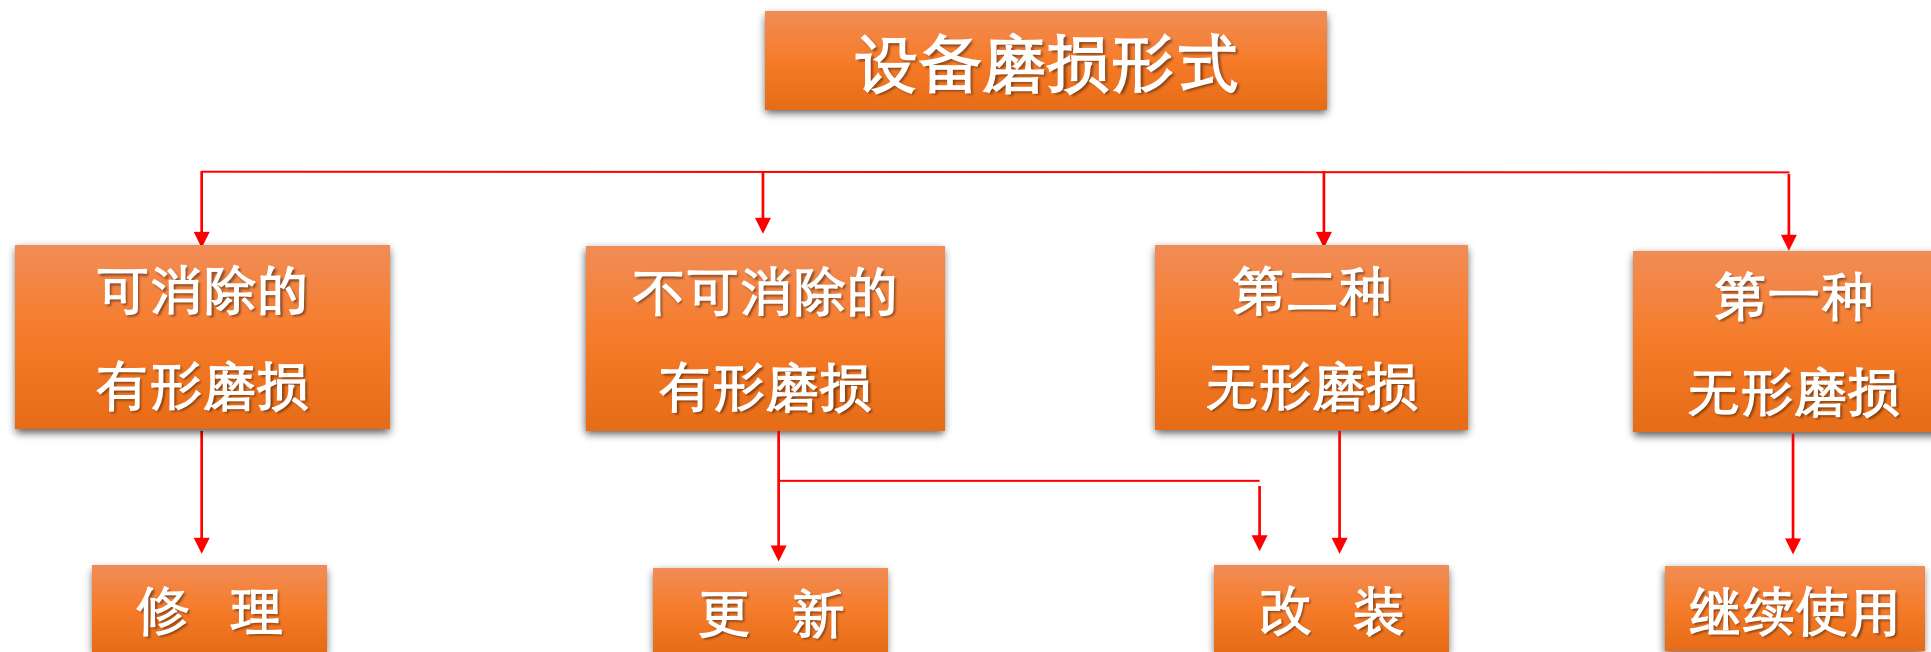 设备磨损形式
可消除的
有形磨损
不可消除的
有形磨损
第二种
无形磨损
第一种
无形磨损
修 理
更 新
改 装
继续使用